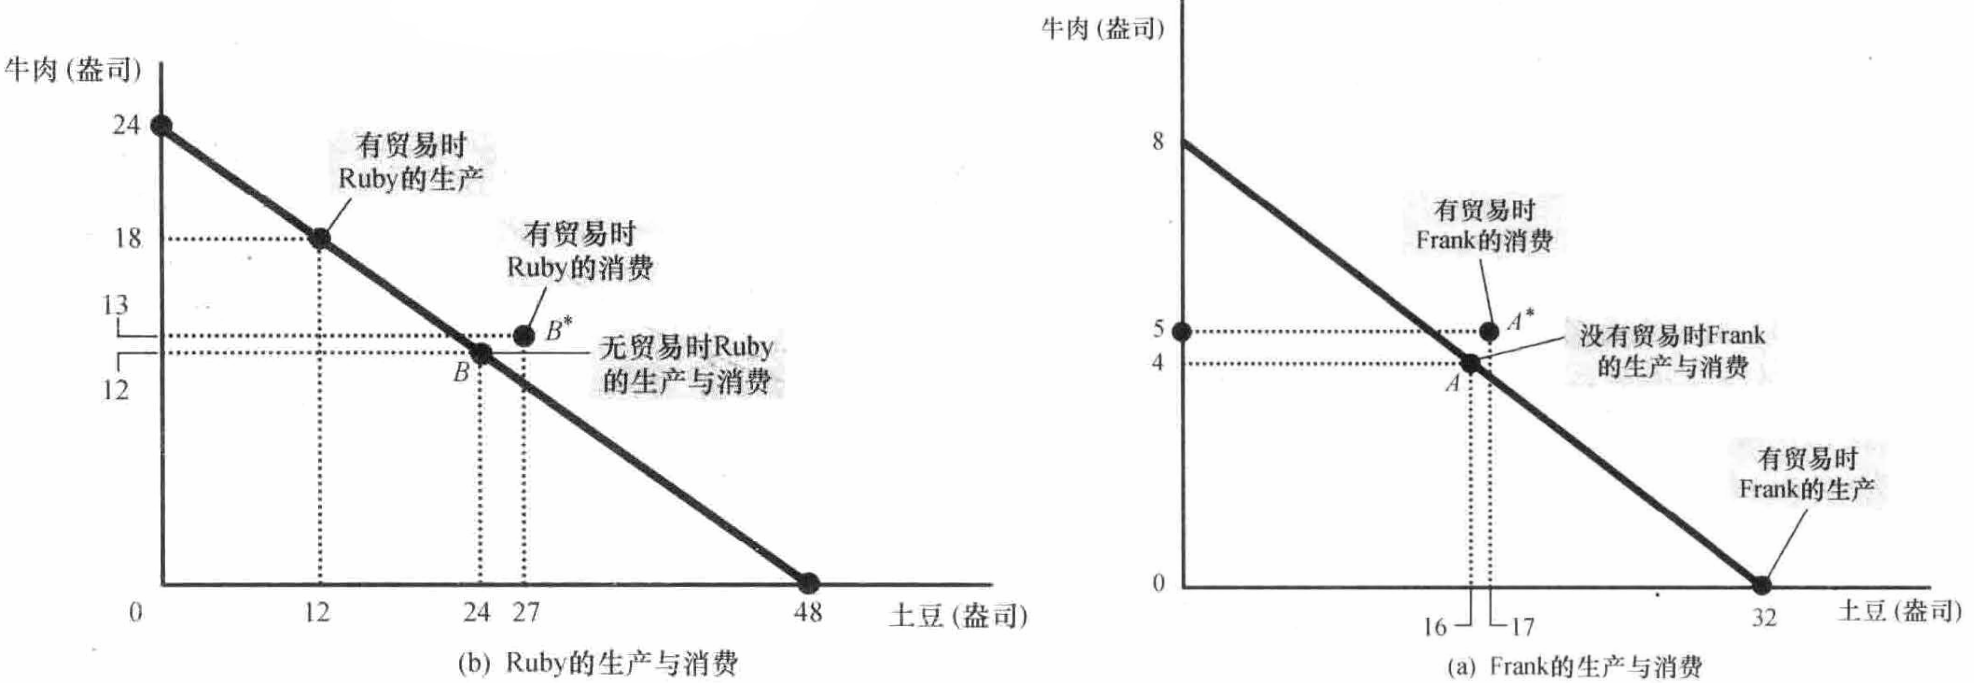 牛肉(盎司)
24
有贸易时
Ruby的生产
18
有贸易时
Ruby的消费
13
B*
12
B
无贸易时Ruby
的生产与消费
0
12
24
27
48
土豆(盎司)
(b) Ruby的生产与消费
牛肉(盎司)
8
有贸易时
Frank的消费
5
A*
4
A
没有贸易时Frank
的生产与消费
有贸易时
Frank的生产
0
16
17
32
土豆(盎司)
(a) Frank的生产与消费